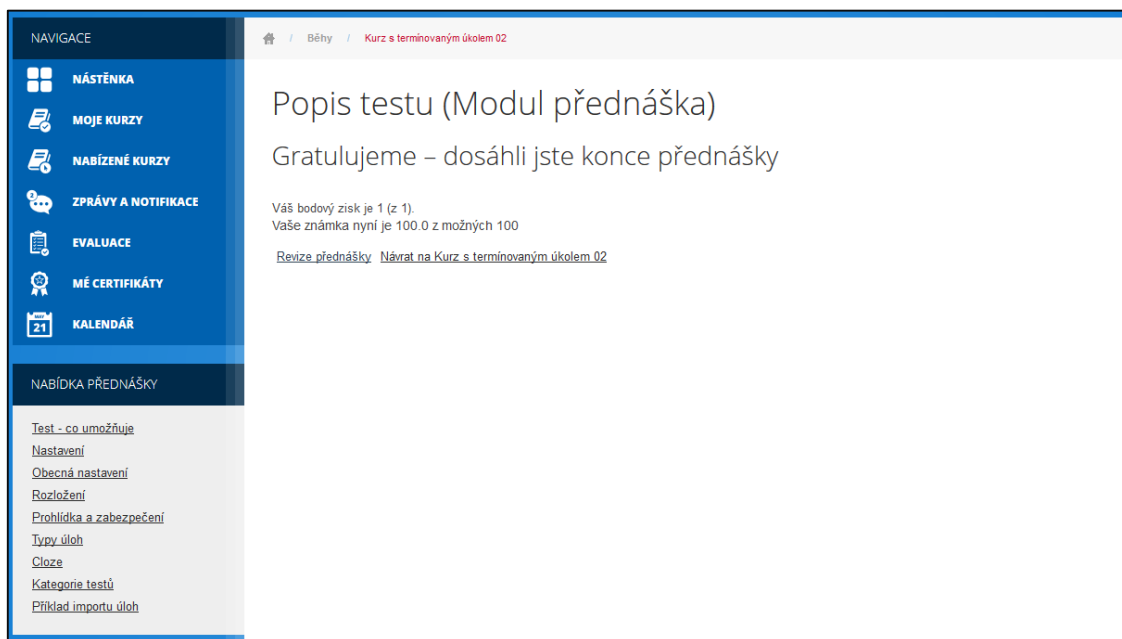 NAVIGACE
NÁSTĚNKA
MOJE KURZY
NABÍZENÉ KURZY
2
ZPRÁVY A NOTIFIKACE
EVALUACE
MÉ CERTIFIKÁTY
MAY
21
KALENDÁŘ
NABÍDKA PŘEDNÁŠKY
Test - co umožňuje
Nastavení
Obecná nastavení
Rozložení
Prohlídka a zabezpečení
Typy úloh
Cloze
Kategorie testů
Příklad importu úloh
/ Běhy / Kurz s termínovaným úkolem 02
Popis testu (Modul přednáška)
Gratulujeme – dosáhli jste konce přednášky
Váš bodový zisk je 1 (z 1).
Vaše známka nyní je 100.0 z možných 100
Revize přednášky Návrat na Kurz s termínovaným úkolem 02